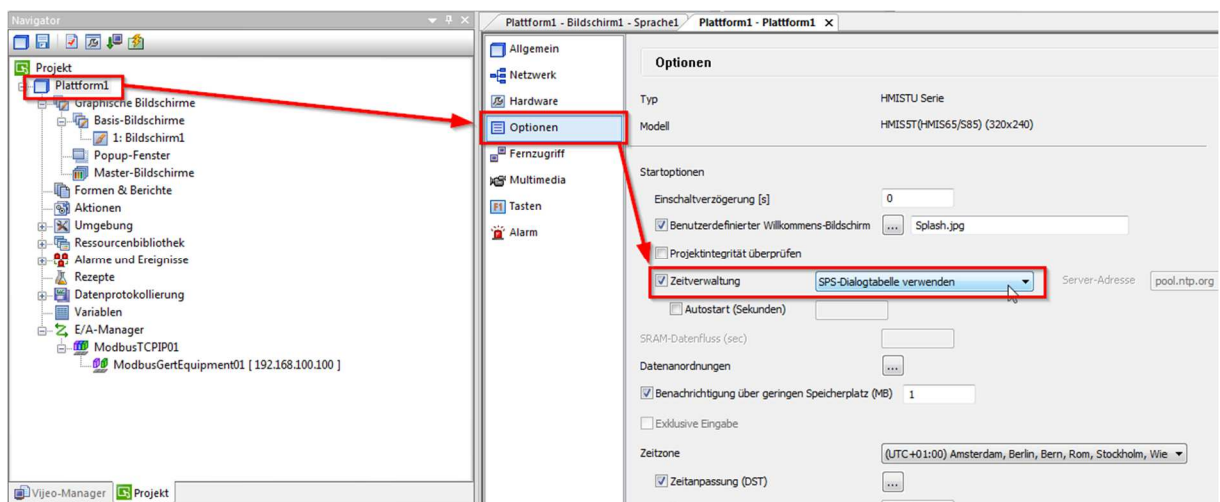 Navigator
Projekt
Plattform1
Graphische Bildschirme
Basis-Bildschirme
1: Bildschirm1
Popup-Fenster
Master-Bildschirme
Formen & Berichte
Aktionen
Umgebung
Ressourcenbibliothek
Alarme und Ereignisse
Rezepte
Datenprotokollierung
Variablen
E/A-Manager
ModbusTCPIP01
ModbusGertEquipment01 [ 192.168.100.100 ]
Vijeo-Manager Projekt
Plattform1 - Bildschirm1 - Sprache1 Plattform1 - Plattform1 X
Allgemein
Netzwerk
Hardware
Optionen
Fernzugriff
Multimedia
Tasten
Alarm
Optionen
Typ HMISTU Serie
Modell HMIS5T(HMIS65/S85) (320x240)
Startoptionen
Einschaltverzögerung [s] 0
Benutzerdefinierter Willkommens-Bildschirm ... Splash.jpg
Projektintegrität überprüfen
Zeitverwaltung SPS-Dialogtabelle verwenden Server-Adresse pool.ntp.org
Autostart (Sekunden)
SRAM-Datenfluss (sec)
Datenanordnungen ...
Benachrichtigung über geringen Speicherplatz (MB) 1
Exklusive Eingabe
Zeitzone (UTC+01:00) Amsterdam, Berlin, Bern, Rom, Stockholm, Wie
Zeitanpassung (DST) ...